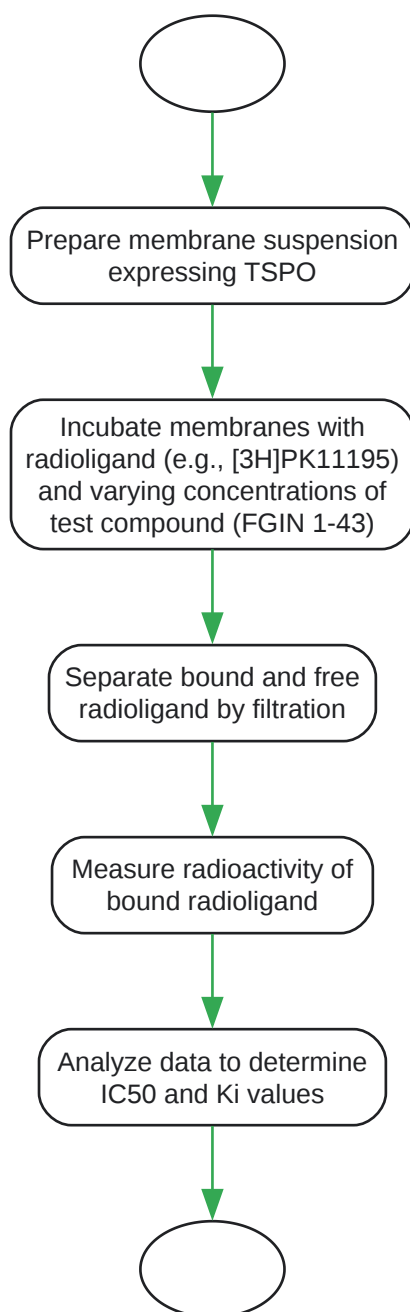 Prepare membrane suspension
expressing TSPO
Incubate membranes with
radioligand (e.g., [3H]PK11195)
and varying concentrations of
test compound (FGIN 1-43)
Separate bound and free
radioligand by filtration
Measure radioactivity of
bound radioligand
Analyze data to determine
IC50 and Ki values